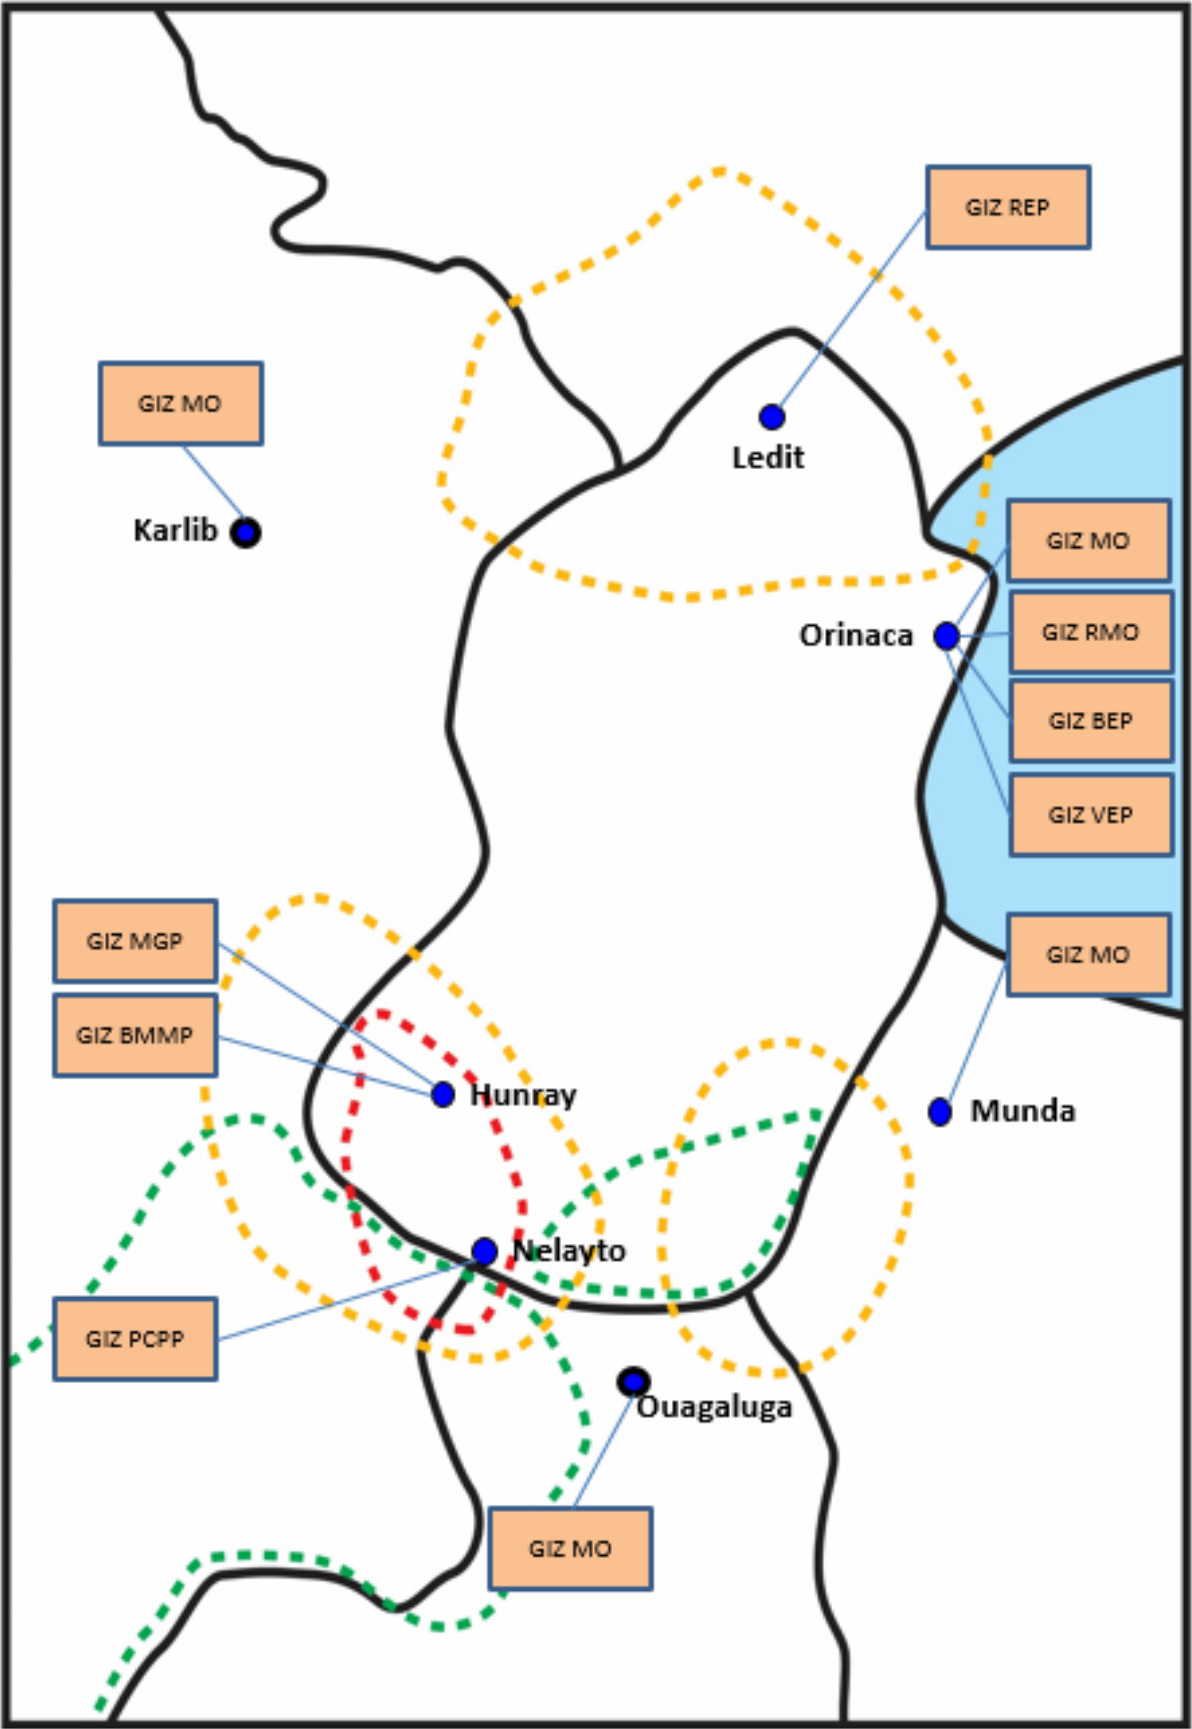 GIZ REP
GIZ MO
Ledit
Karlib
GIZ MO
Orinaca
GIZ RMO
GIZ BEP
GIZ VEP
GIZ MGP
GIZ MO
GIZ BMMP
Hunray
Munda
Nelayto
GIZ PCPP
Ouagaluga
GIZ MO